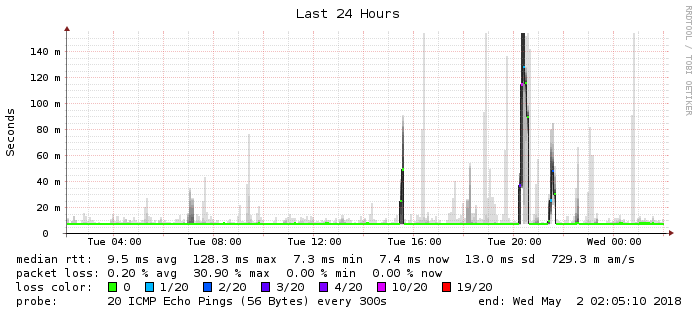 Last 24 Hours
RRDTOOL / TOBI OETIKER
Seconds
140 m
120 m
100 m
80 m
60 m
40 m
20 m
0
Tue 04:00 Tue 08:00 Tue 12:00 Tue 16:00 Tue 20:00 Wed 00:00
median rtt: 9.5 ms avg 128.3 ms max 7.3 ms min 7.4 ms now 13.0 ms sd 729.3 m am/s
packet loss: 0.20 % avg 30.90 % max 0.00 % min 0.00 % now
loss color: 0 1/20 2/20 3/20 4/20 10/20 19/20
probe: 20 ICMP Echo Pings (56 Bytes) every 300s end: Wed May 2 02:05:10 2018